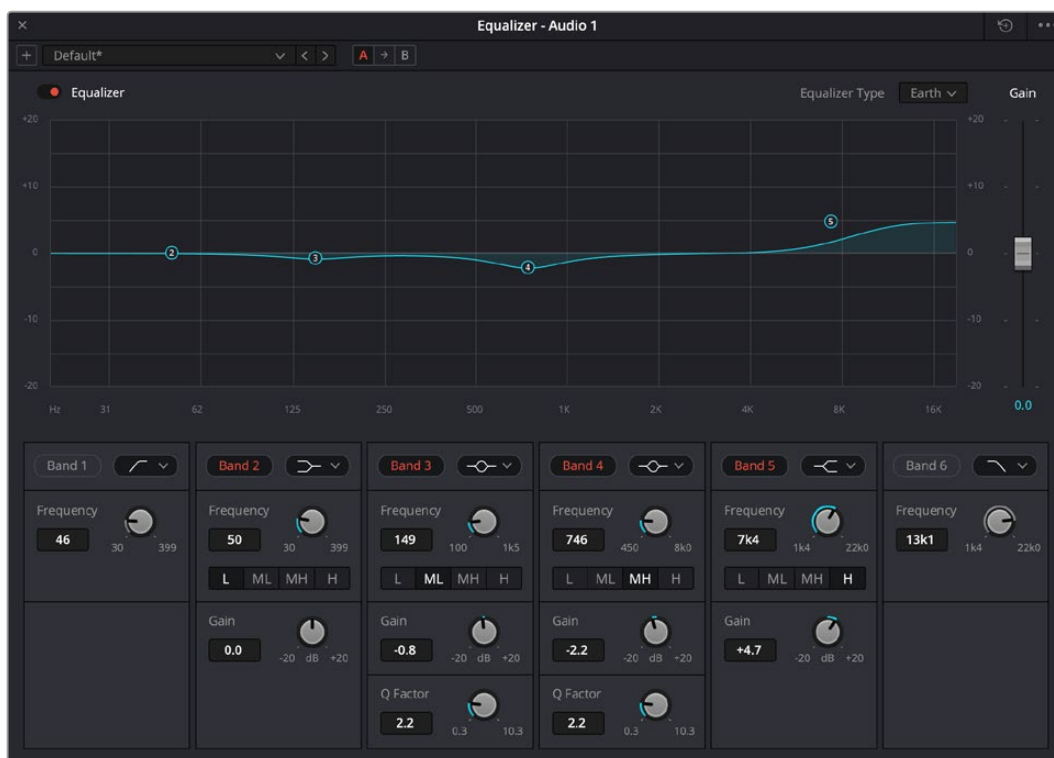 Equalizer - Audio 1
Default* A B
Equalizer Equalizer Type Earth Gain
+20 +20
+10 +10
0 0
-10 -10
-20 -20
Hz 31 62 125 250 500 1K 2K 4K 8K 16K 0.0
2 3 4 5
Band 1 Band 2 Band 3 Band 4 Band 5 Band 6
Frequency Frequency Frequency Frequency Frequency Frequency
46 30 399 50 30 399 149 100 1k5 746 450 8k0 7k4 1k4 22k0 13k1 1k4 22k0
L ML MH H L ML MH H L ML MH H L ML MH H
Gain Gain Gain Gain
0.0 -20 dB +20 -0.8 -20 dB +20 -2.2 -20 dB +20 +4.7 -20 dB +20
Q Factor Q Factor
2.2 0.3 10.3 2.2 0.3 10.3